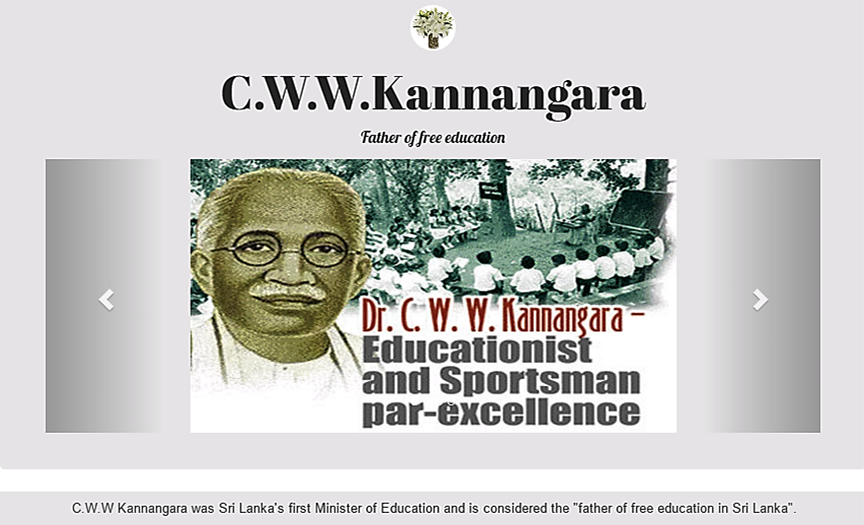 C.W.W.Kannangara
Father of free education
Dr. C. W. W. Kannangara –
Educationist
and Sportsman
par-excellence
C.W.W Kannangara was Sri Lanka's first Minister of Education and is considered the "father of free education in Sri Lanka".